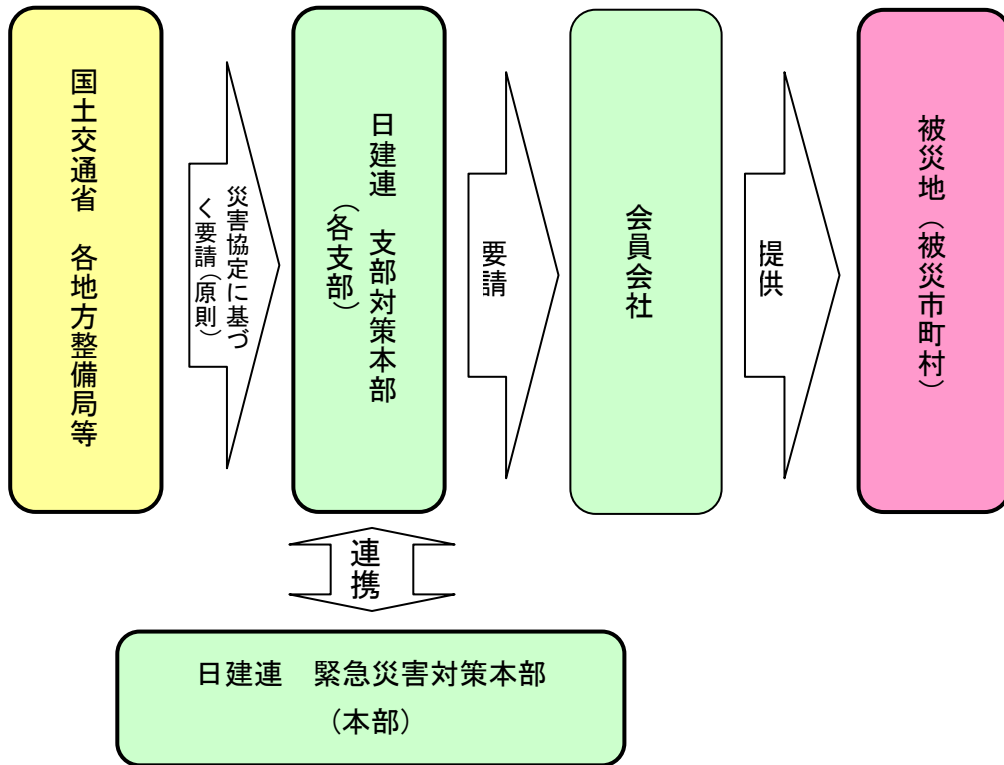 国土交通省　各地方整備局等
災害協定に基づ
く要請（原則）
日建連　支部対策本部
（各支部）
要請
会員会社
提供
被災地（被災市町村）
連携
日建連　緊急災害対策本部
（本部）